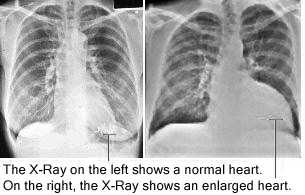 The X-Ray on the left shows a normal heart.
On the right, the X-Ray shows an enlarged heart.